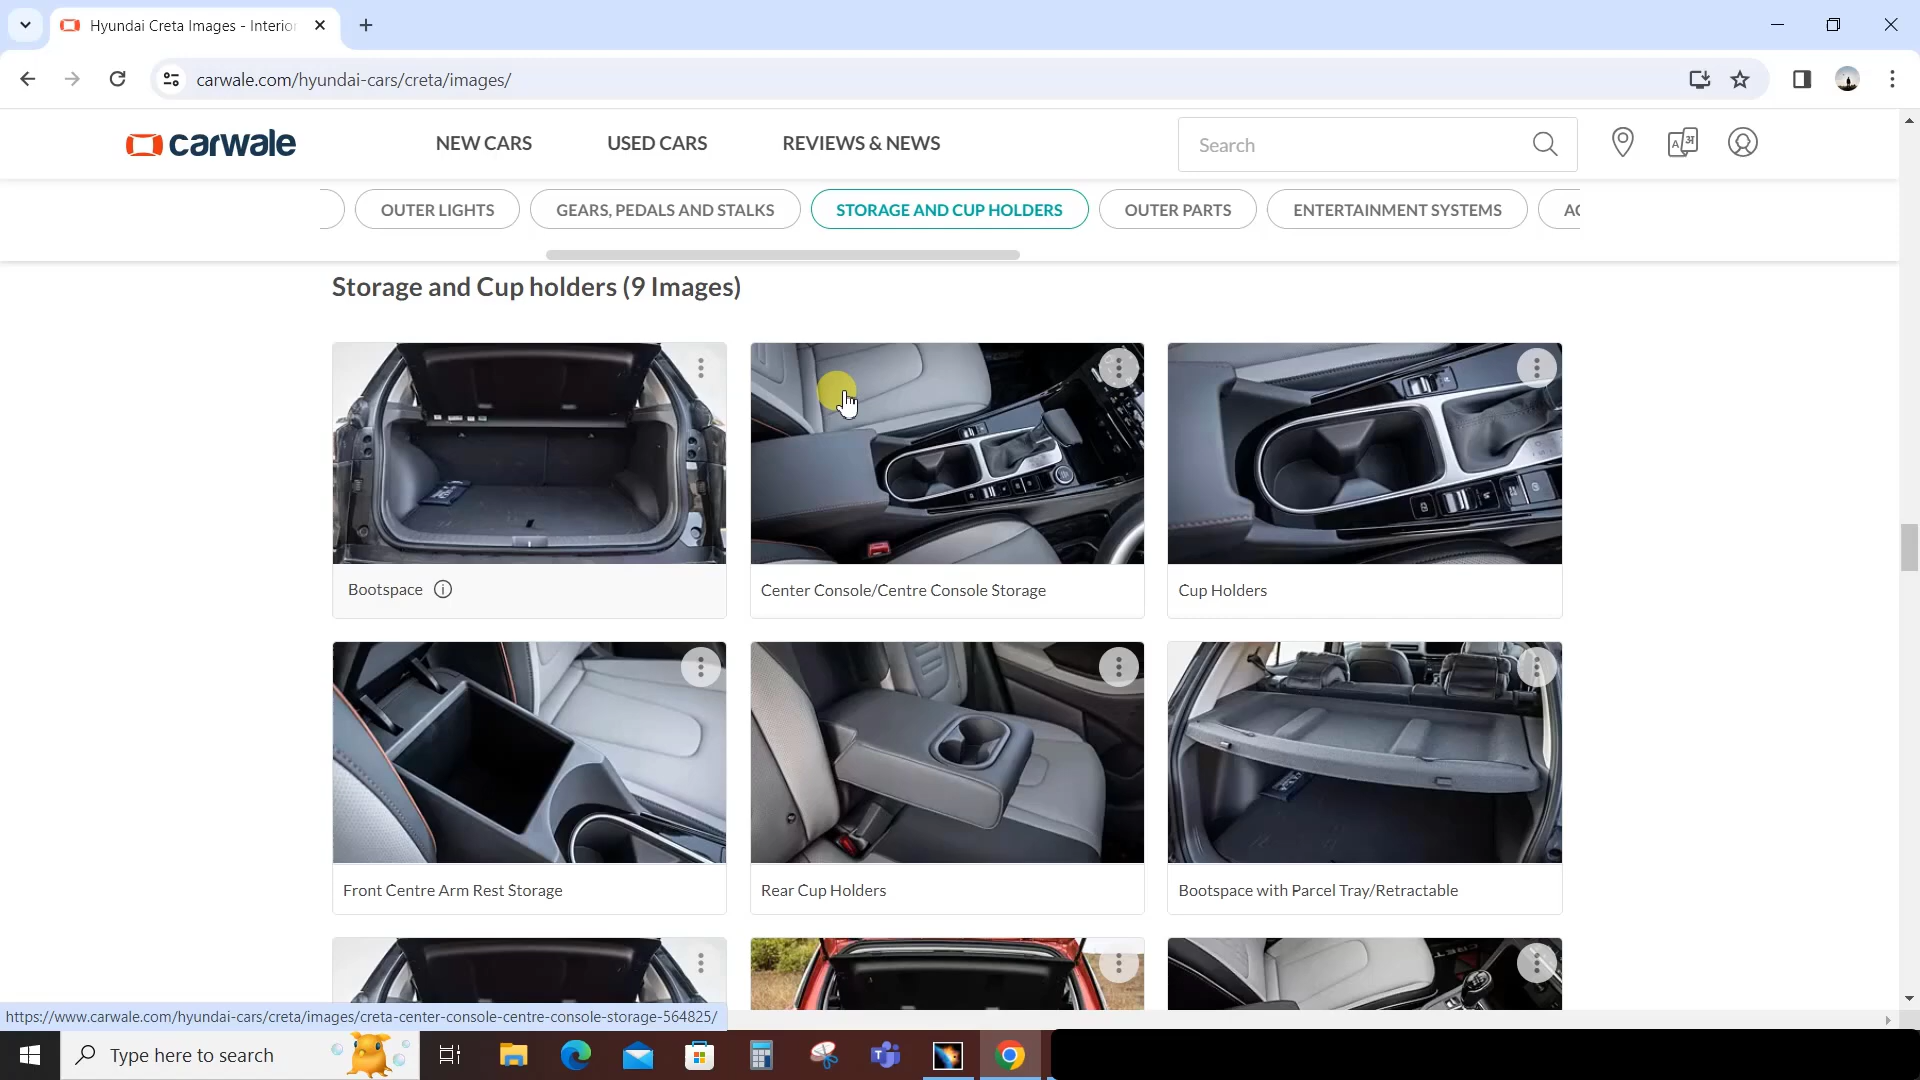 Hyundai Creta Images - Interior
carwale.com/hyundai-cars/creta/images/
carwale
NEW CARS
USED CARS
REVIEWS & NEWS
Search
OUTER LIGHTS
GEARS, PEDALS AND STALKS
STORAGE AND CUP HOLDERS
OUTER PARTS
ENTERTAINMENT SYSTEMS
Storage and Cup holders (9 Images)
Bootspace
Center Console/Centre Console Storage
Cup Holders
Front Centre Arm Rest Storage
Rear Cup Holders
Bootspace with Parcel Tray/Retractable
https://www.carwale.com/hyundai-cars/creta/images/creta-center-console-centre-console-storage-564825/
Type here to search